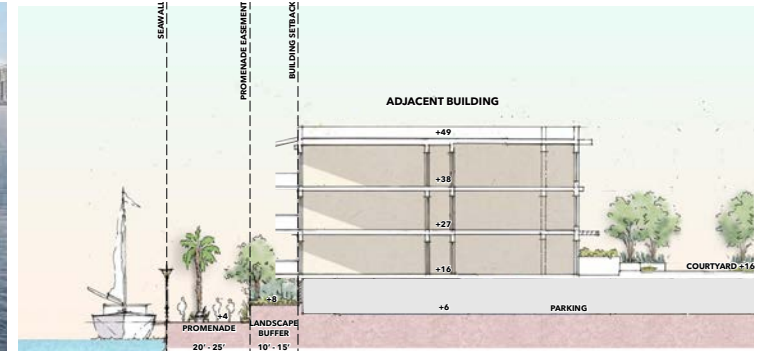 SEAWALL
PROMENADE EASEMENT
BUILDING SETBACK
ADJACENT BUILDING
+49
+38
+27
+16
COURTYARD +16
+8
+6
PARKING
+4
PROMENADE
20' - 25'
LANDSCAPE
BUFFER
10' - 15'